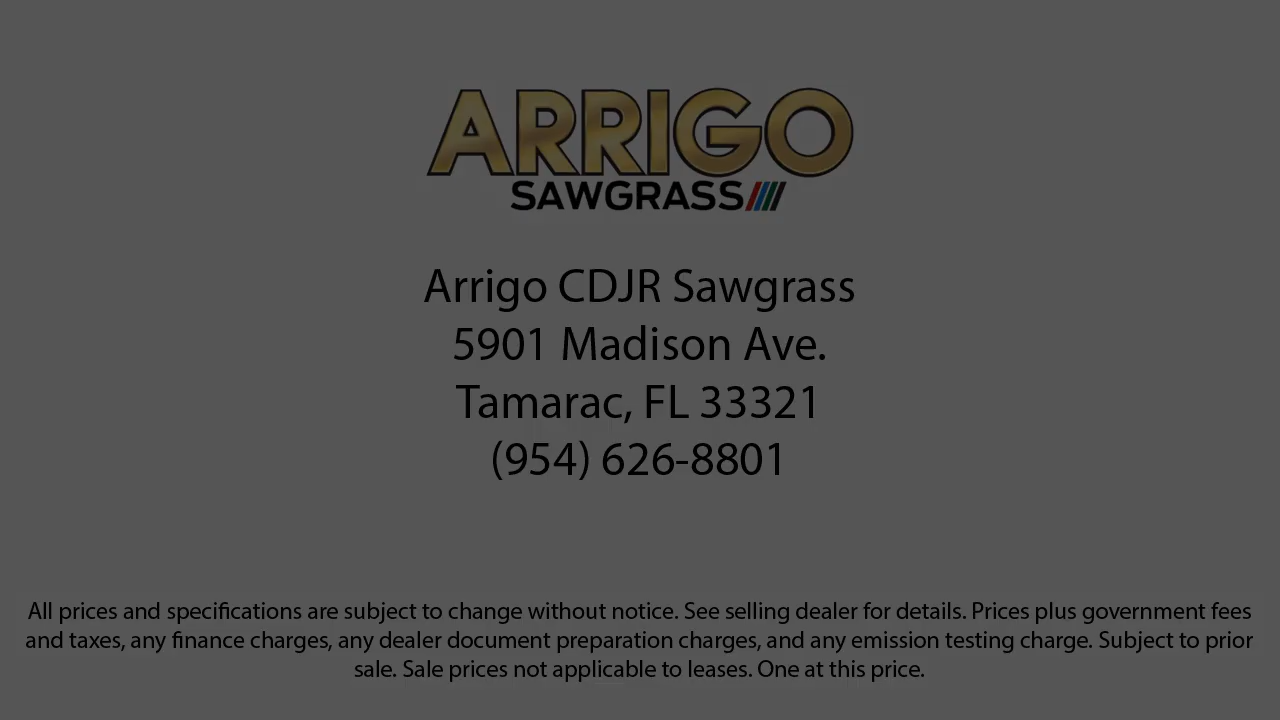 ARRIGO
SAWGRASS
Arrigo CDJR Sawgrass
5901 Madison Ave.
Tamarac, FL 33321
(954) 626-8801
All prices and specifications are subject to change without notice. See selling dealer for details. Prices plus government fees
and taxes, any finance charges, any dealer document preparation charges, and any emission testing charge. Subject to prior
sale. Sale prices not applicable to leases. One at this price.